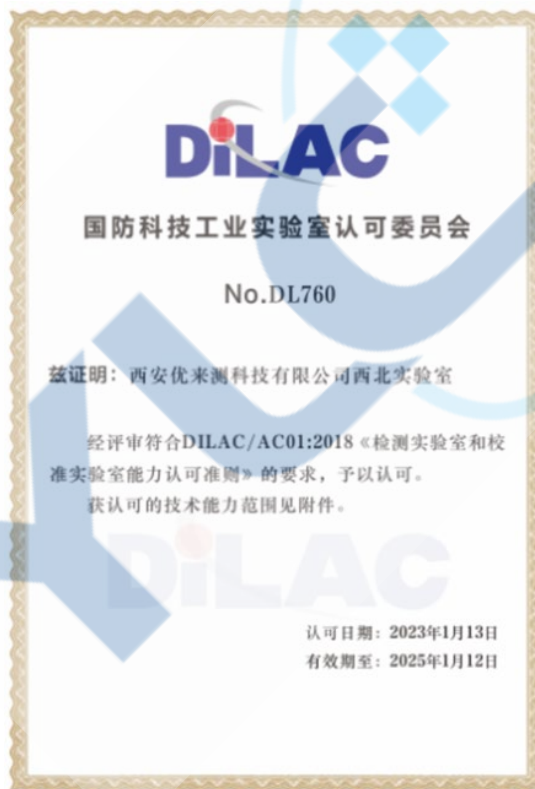 DiLAC
国防科技工业实验室认可委员会
No.DL760
兹证明：西安优来测科技有限公司西北实验室
经评审符合DILAC/AC01:2018《检测实验室和校
准实验室能力认可准则》的要求，予以认可。
获认可的技术能力范围见附件。
DiLAC
认可日期：2023年1月13日
有效期至：2025年1月12日